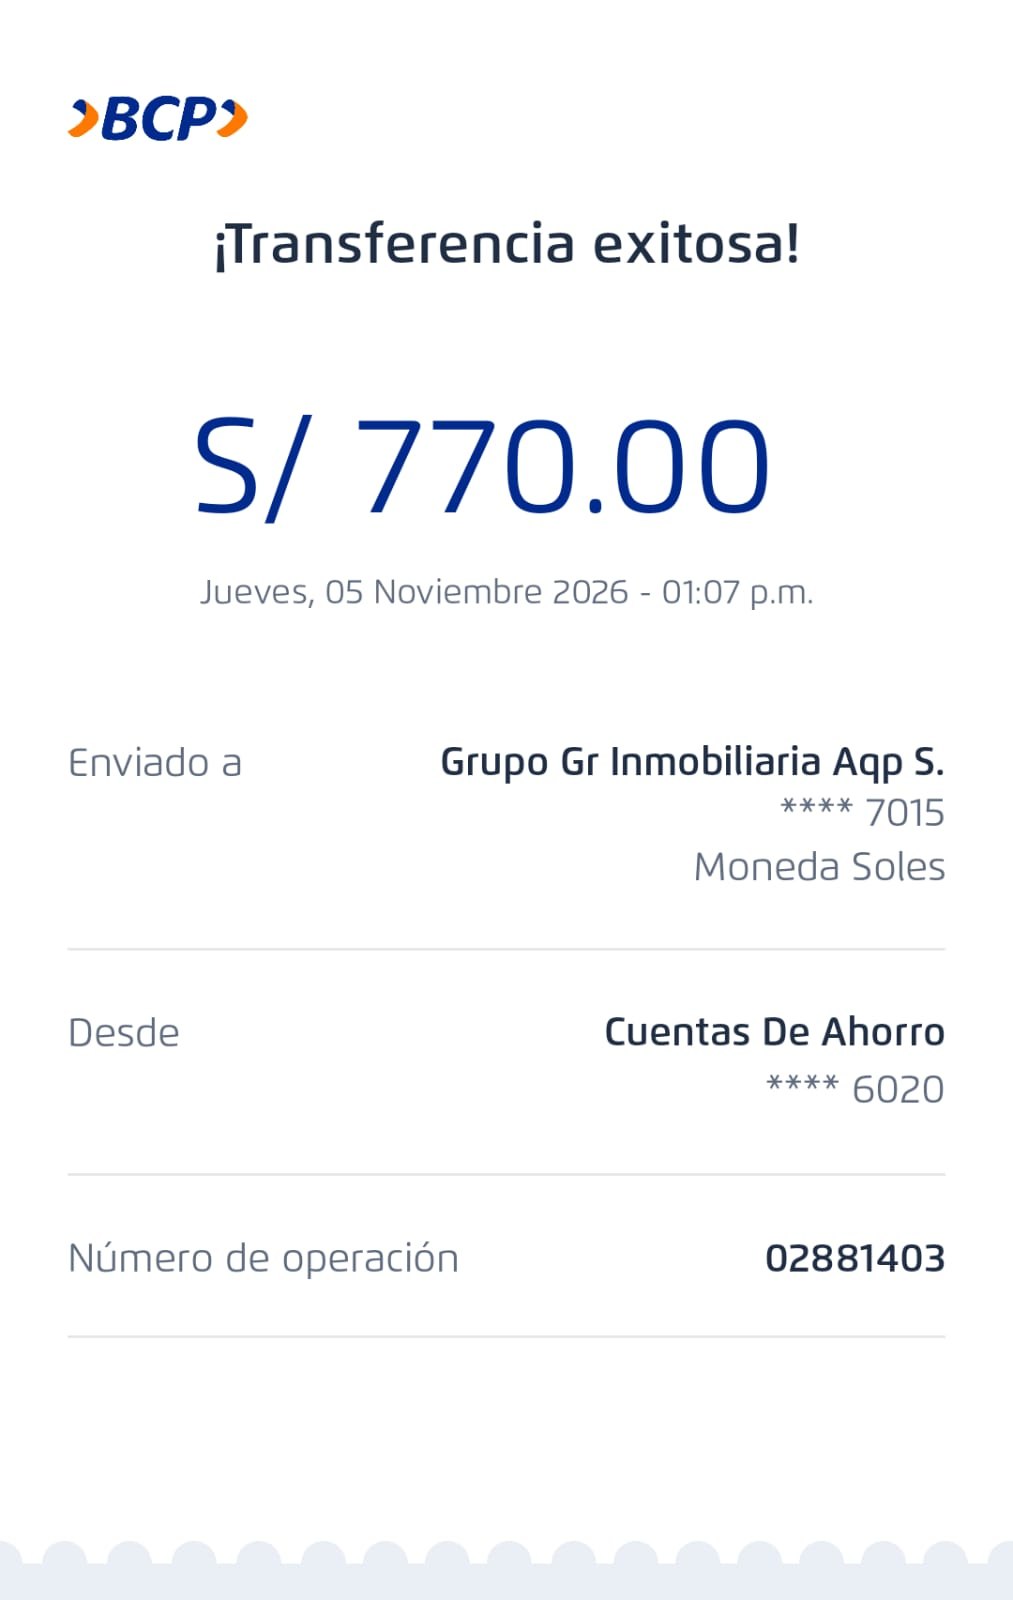 BCP
¡Transferencia exitosa!
S/ 770.00
Jueves, 05 Noviembre 2026 - 01:07 p.m.
Enviado a Grupo Gr Inmobiliaria Aqp S.
**** 7015
Moneda Soles
Desde Cuentas De Ahorro
**** 6020
Número de operación 02881403